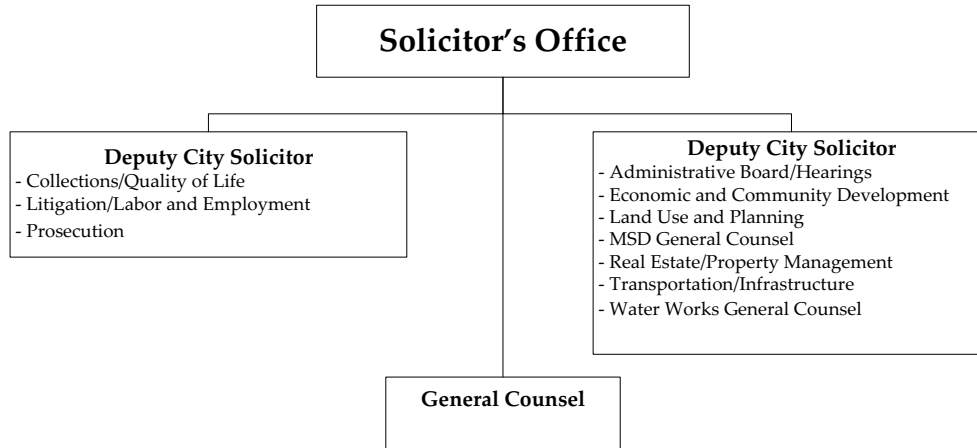 Solicitor’s Office
Deputy City Solicitor
- Collections/Quality of Life
- Litigation/Labor and Employment
- Prosecution
Deputy City Solicitor
- Administrative Board/Hearings
- Economic and Community Development
- Land Use and Planning
- MSD General Counsel
- Real Estate/Property Management
- Transportation/Infrastructure
- Water Works General Counsel
General Counsel